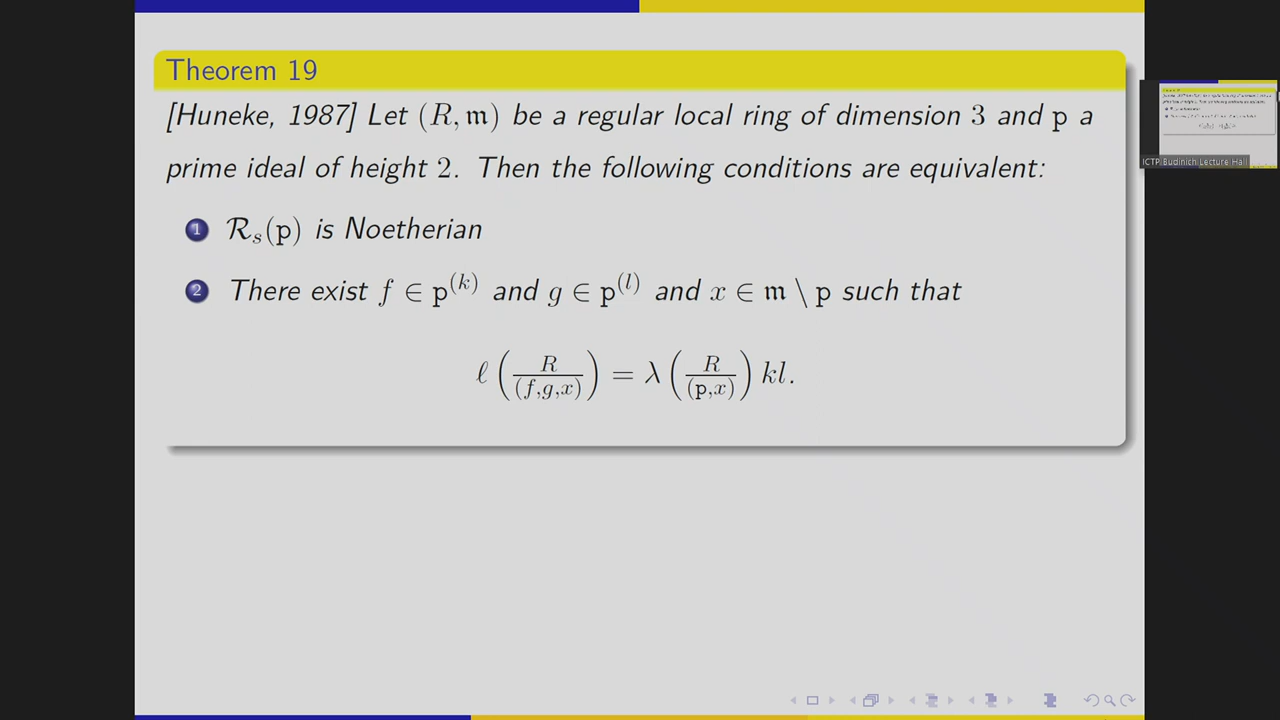 Theorem 19
[Huneke, 1987] Let (R, 𝔪) be a regular local ring of dimension 3 and p a
prime ideal of height 2. Then the following conditions are equivalent:
1 ℛₛ(p) is Noetherian
2 There exist f ∈ p⁽ᵏ⁾ and g ∈ p⁽ˡ⁾ and x ∈ 𝔪 \ p such that
ℓ(R/(f,g,x)) = λ(R/(p,x)) kl.
ICTP Budinich Lecture Hall